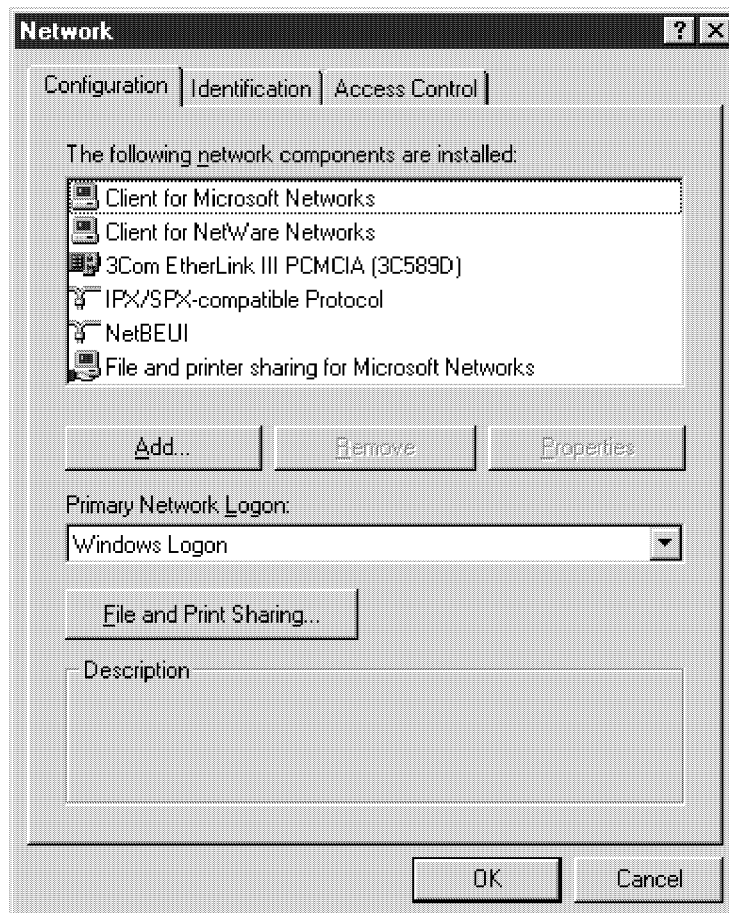 Network
Configuration Identification Access Control
The following network components are installed:
Client for Microsoft Networks
Client for NetWare Networks
3Com EtherLink III PCMCIA (3C589D)
IPX/SPX-compatible Protocol
NetBEUI
File and printer sharing for Microsoft Networks
Add... Remove Properties
Primary Network Logon:
Windows Logon
File and Print Sharing...
Description
OK Cancel